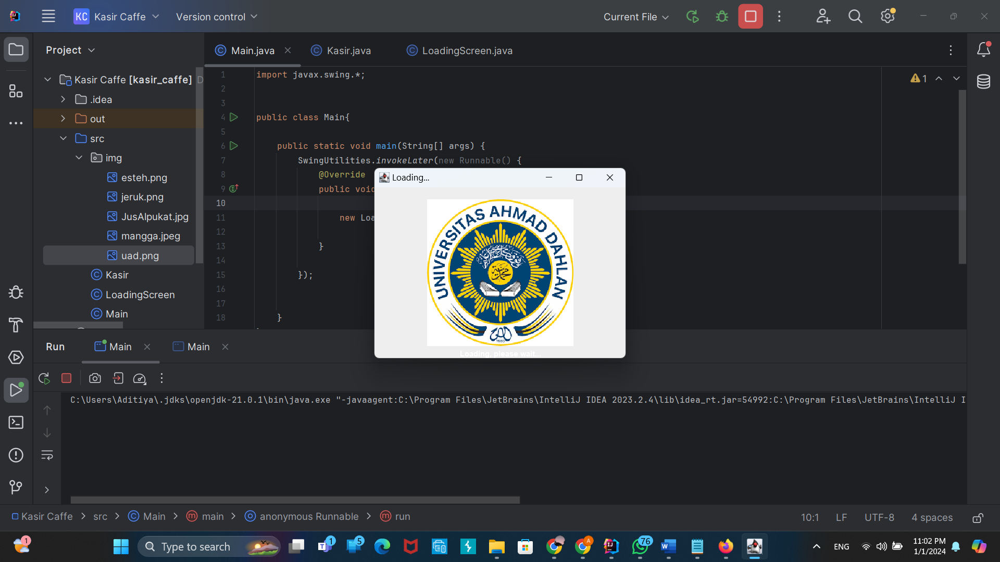 KC Kasir Caffe Version control Current File
Project
Main.java Kasir.java LoadingScreen.java
Kasir Caffe [kasir_caffe] D
.idea
out
src
img
esteh.png
jeruk.png
JusAlpukat.jpg
mangga.jpeg
uad.png
Kasir
LoadingScreen
Main
1 import javax.swing.*;
2
3
4 public class Main{
5
6 public static void main(String[] args) {
7 SwingUtilities.invokeLater(new Runnable() {
8 @Override
9 public void
10
11 new Loa
12
13 }
14
15 });
16
17
18 }
1
Loading...
UNIVERSITAS AHMAD DAHLAN
1960
Loading, please wait...
Run Main Main
C:\Users\Aditiya\.jdks\openjdk-21.0.1\bin\java.exe "-javaagent:C:\Program Files\JetBrains\IntelliJ IDEA 2023.2.4\lib\idea_rt.jar=54992:C:\Program Files\JetBrains\IntelliJ I
Kasir Caffe > src > Main > main > anonymous Runnable > run 10:1 LF UTF-8 4 spaces
1 Type to search 1 5 A 76 ENG 11:02 PM
1/1/2024